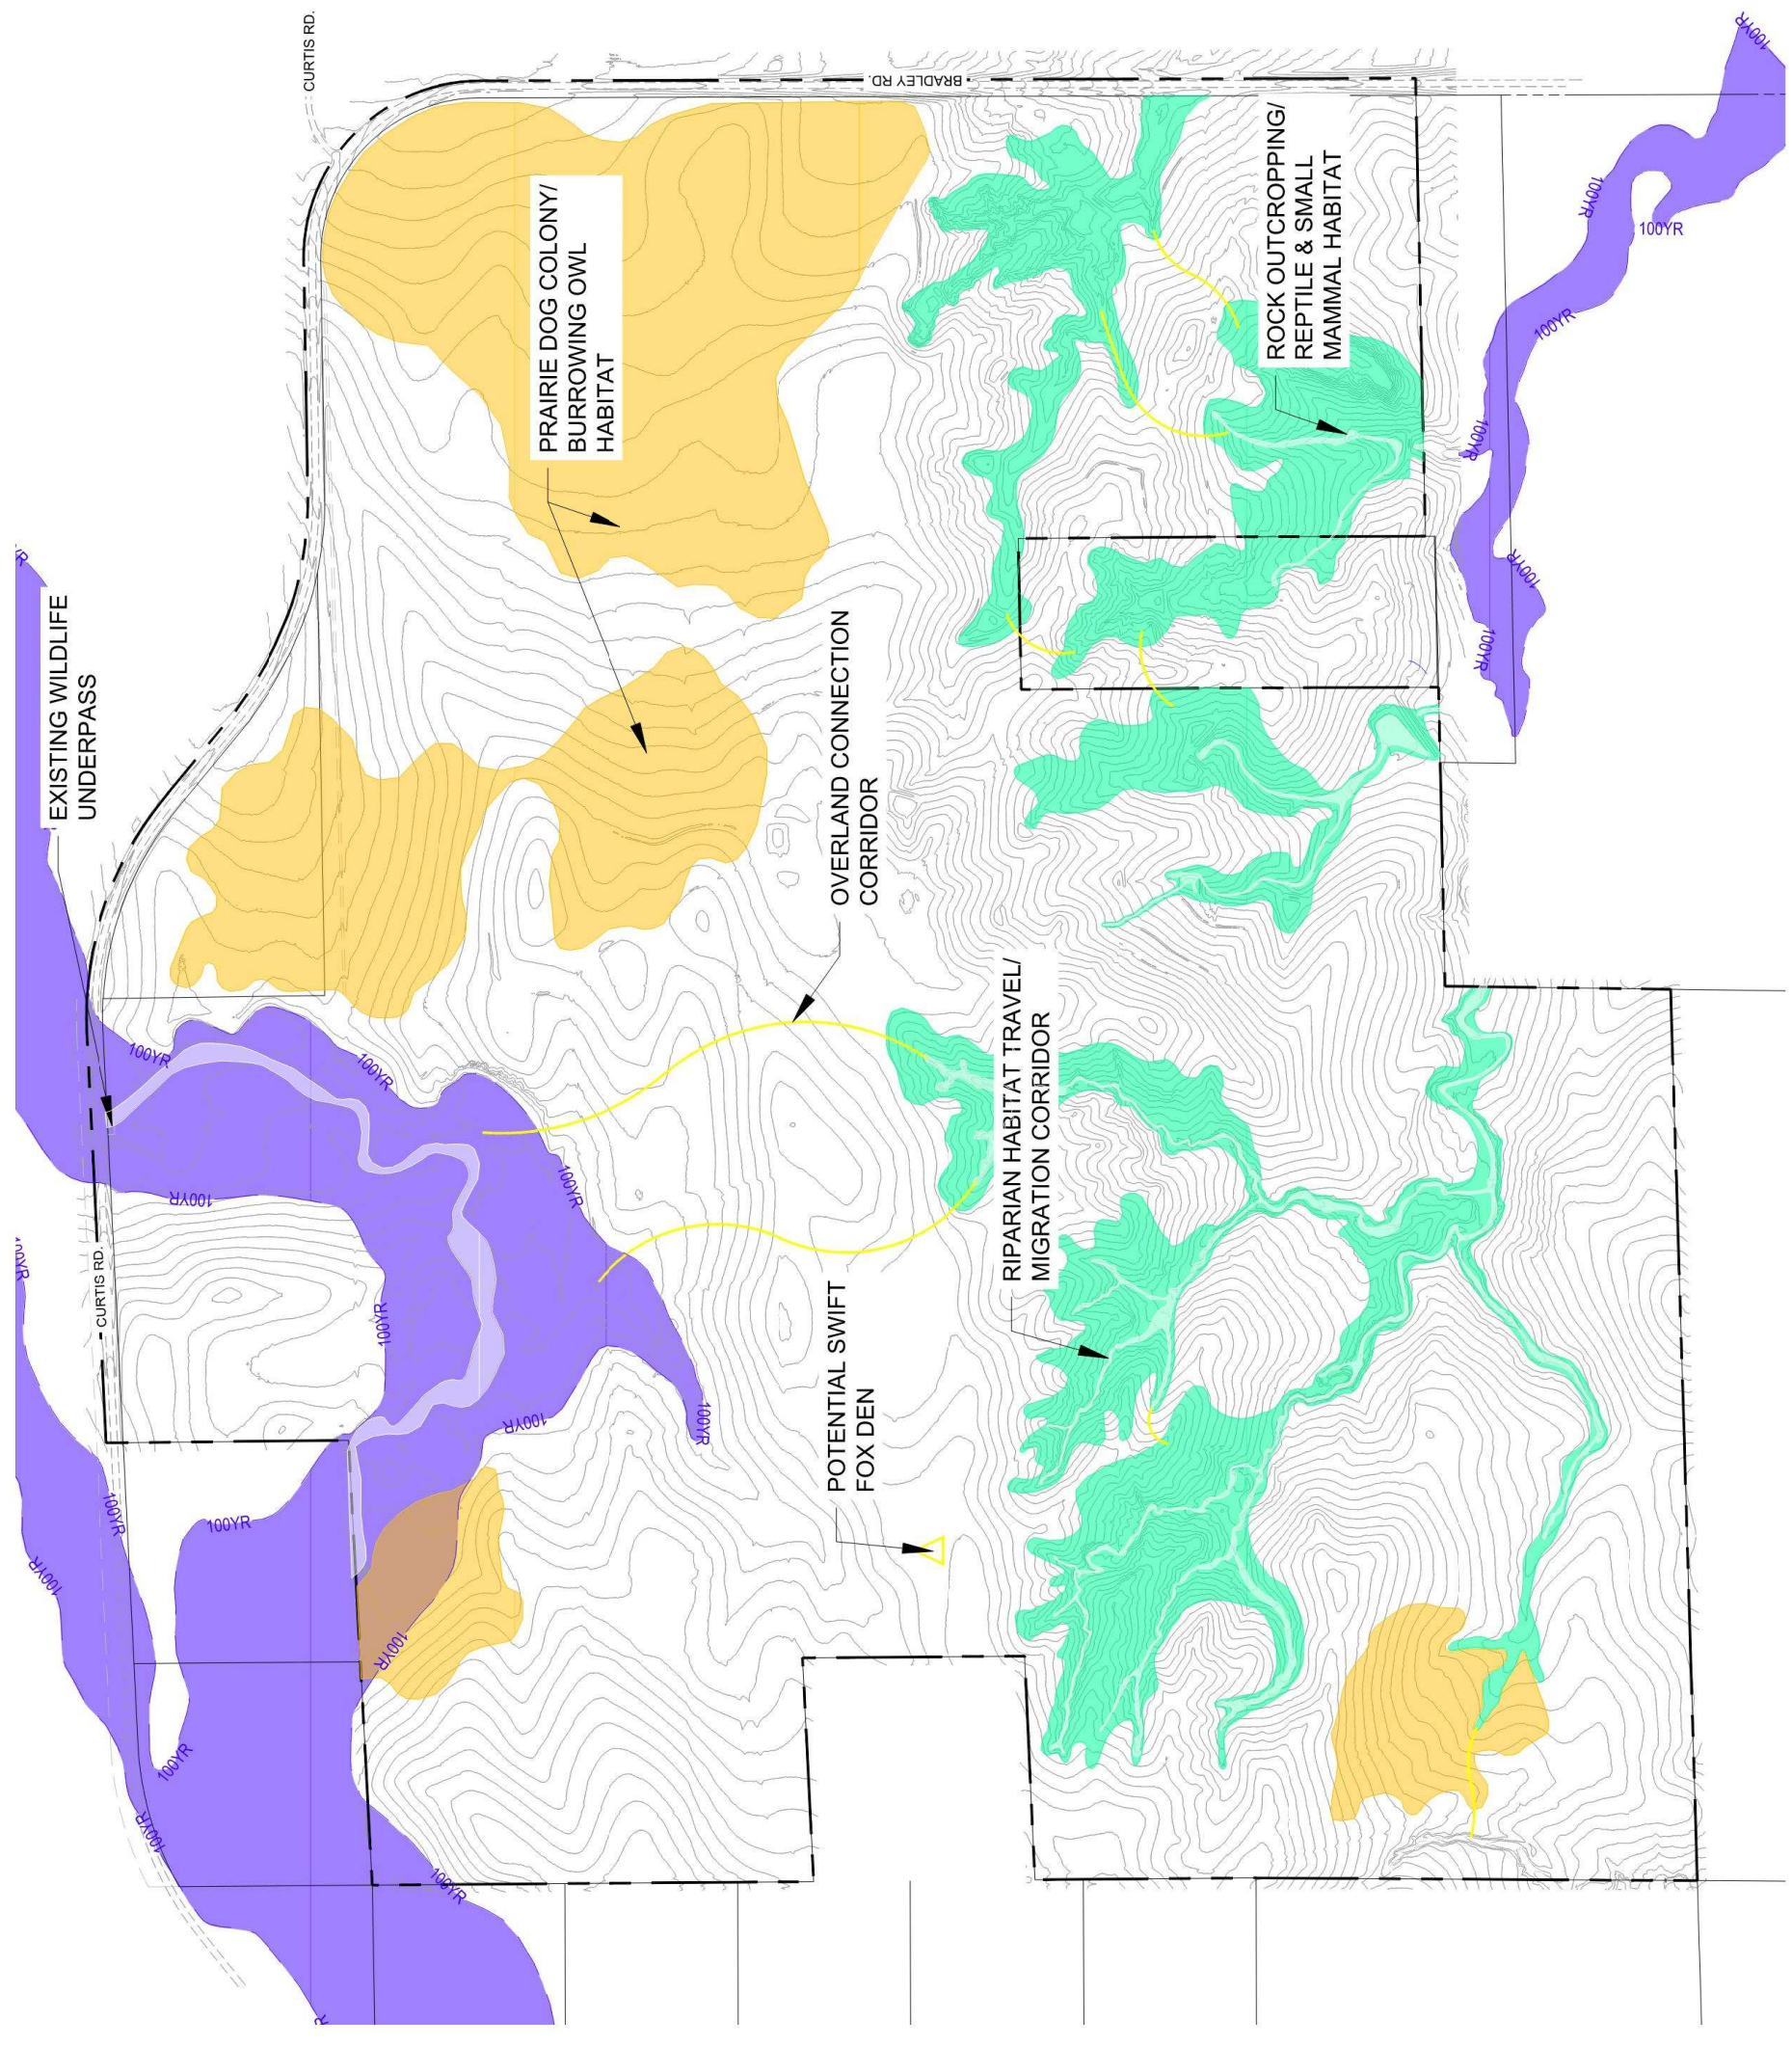 CURTIS RD.
BRADLEY RD.
100YR
ROCK OUTCROPPING/
REPTILE & SMALL
MAMMAL HABITAT
PRAIRIE DOG COLONY/
BURROWING OWL
HABITAT
100YR
100YR
100YR
100YR
100YR
100YR
EXISTING WILDLIFE
UNDERPASS
OVERLAND CONNECTION
CORRIDOR
RIPARIAN HABITAT TRAVEL/
MIGRATION CORRIDOR
100YR
100YR
100YR
100YR
CURTIS RD.
100YR
POTENTIAL SWIFT
FOX DEN
100YR
100YR
100YR
100YR
100YR
100YR
100YR
100YR
100YR